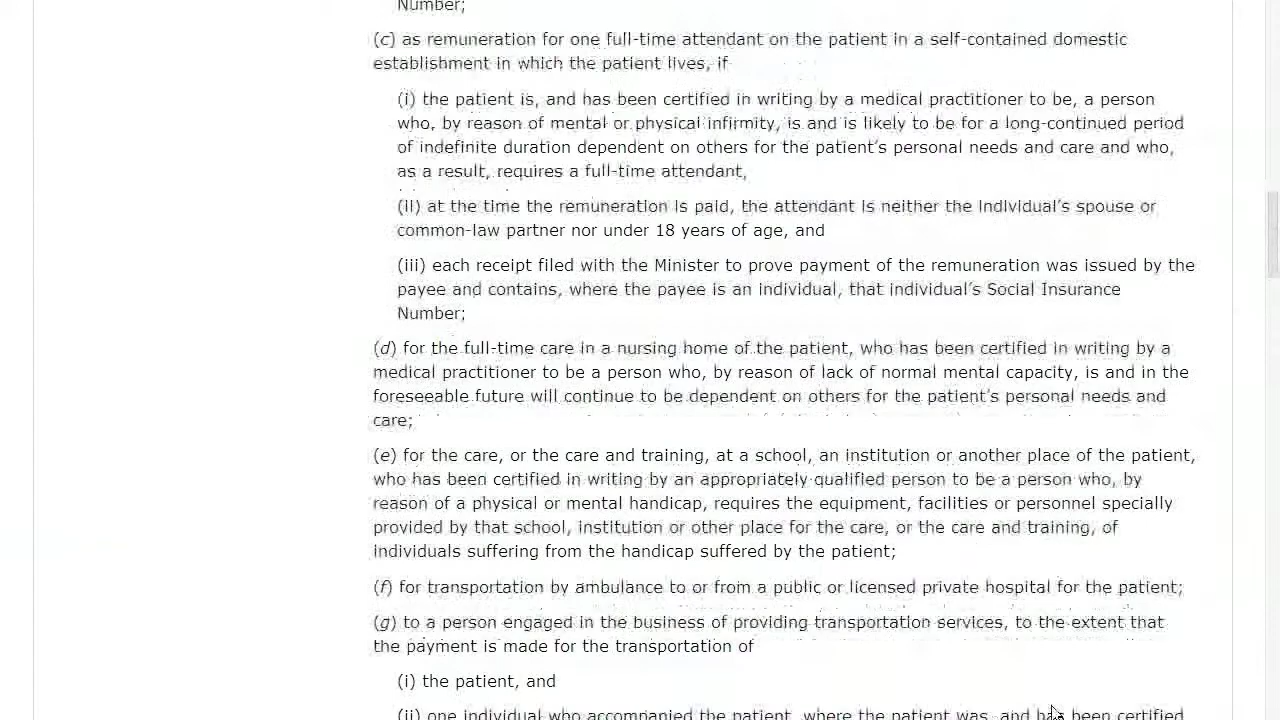 Number;
(c) as remuneration for one full-time attendant on the patient in a self-contained domestic
establishment in which the patient lives, if
(i) the patient is, and has been certified in writing by a medical practitioner to be, a person
who, by reason of mental or physical infirmity, is and is likely to be for a long-continued period
of indefinite duration dependent on others for the patient's personal needs and care and who,
as a result, requires a full-time attendant,
(ii) at the time the remuneration is paid, the attendant is neither the individual's spouse or
common-law partner nor under 18 years of age, and
(iii) each receipt filed with the Minister to prove payment of the remuneration was issued by the
payee and contains, where the payee is an individual, that individual's Social Insurance
Number;
(d) for the full-time care in a nursing home of the patient, who has been certified in writing by a
medical practitioner to be a person who, by reason of lack of normal mental capacity, is and in the
foreseeable future will continue to be dependent on others for the patient's personal needs and
care;
(e) for the care, or the care and training, at a school, an institution or another place of the patient,
who has been certified in writing by an appropriately qualified person to be a person who, by
reason of a physical or mental handicap, requires the equipment, facilities or personnel specially
provided by that school, institution or other place for the care, or the care and training, of
individuals suffering from the handicap suffered by the patient;
(f) for transportation by ambulance to or from a public or licensed private hospital for the patient;
(g) to a person engaged in the business of providing transportation services, to the extent that
the payment is made for the transportation of
(i) the patient, and
(ii) one individual who accompanied the patient, where the patient was, and has been certified